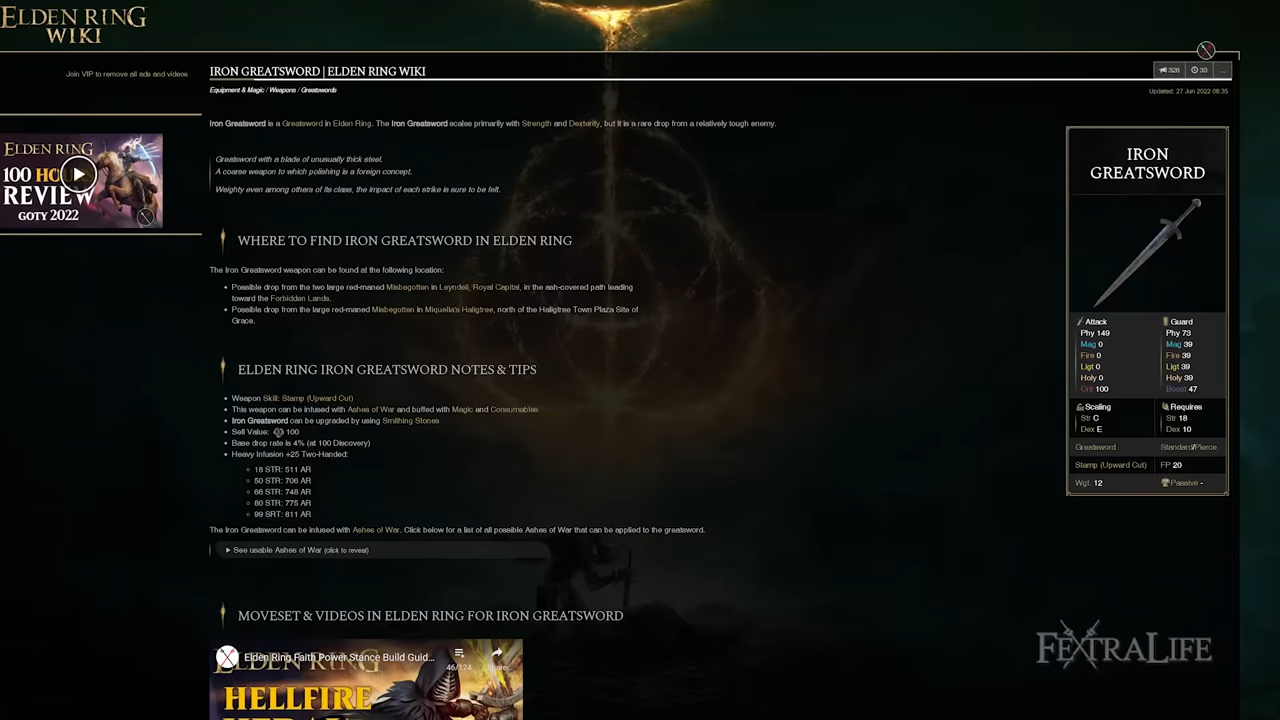 ELDEN RING
WIKI
Join VIP to remove all ads and videos
ELDEN RING
100 HO
REVIEW
GOTY 2022
IRON GREATSWORD | ELDEN RING WIKI
326
33
...
Equipment & Magic / Weapons / Greatswords
Updated: 27 Jun 2022 08:35
Iron Greatsword is a Greatsword in Elden Ring. The Iron Greatsword scales primarily with Strength and Dexterity, but it is a rare drop from a relatively tough enemy.
Greatsword with a blade of unusually thick steel.
A coarse weapon to which polishing is a foreign concept.
Weighty even among others of its class, the impact of each strike is sure to be felt.
WHERE TO FIND IRON GREATSWORD IN ELDEN RING
The Iron Greatsword weapon can be found at the following location:
Possible drop from the two large red-maned Misbegotten in Leyndell, Royal Capital, in the ash-covered path leading
toward the Forbidden Lands.
Possible drop from the large red-maned Misbegotten in Miquella's Haligtree, north of the Haligtree Town Plaza Site of
Grace.
ELDEN RING IRON GREATSWORD NOTES & TIPS
Weapon Skill: Stamp (Upward Cut)
This weapon can be infused with Ashes of War and buffed with Magic and Consumables
Iron Greatsword can be upgraded by using Smithing Stones
Sell Value: 100
Base drop rate is 4% (at 100 Discovery)
Heavy Infusion +25 Two-Handed:
18 STR: 511 AR
50 STR: 706 AR
66 STR: 748 AR
80 STR: 775 AR
99 SRT: 811 AR
The Iron Greatsword can be infused with Ashes of War. Click below for a list of all possible Ashes of War that can be applied to the greatsword.
► See usable Ashes of War (click to reveal)
MOVESET & VIDEOS IN ELDEN RING FOR IRON GREATSWORD
Elden Ring Faith Power Stance Build Guid...
46/124
Share
ELDEN RING
HELLFIRE
IRON
GREATSWORD
Attack
Guard
Phy 149
Phy 73
Mag 0
Mag 39
Fire 0
Fire 39
Ligt 0
Ligt 39
Holy 0
Holy 39
Crit 100
Boost 47
Scaling
Requires
Str C
Str 18
Dex E
Dex 10
Greatsword
Standard/Pierce
Stamp (Upward Cut)
FP 20
Wgt. 12
Passive -
FEXTRALIFE